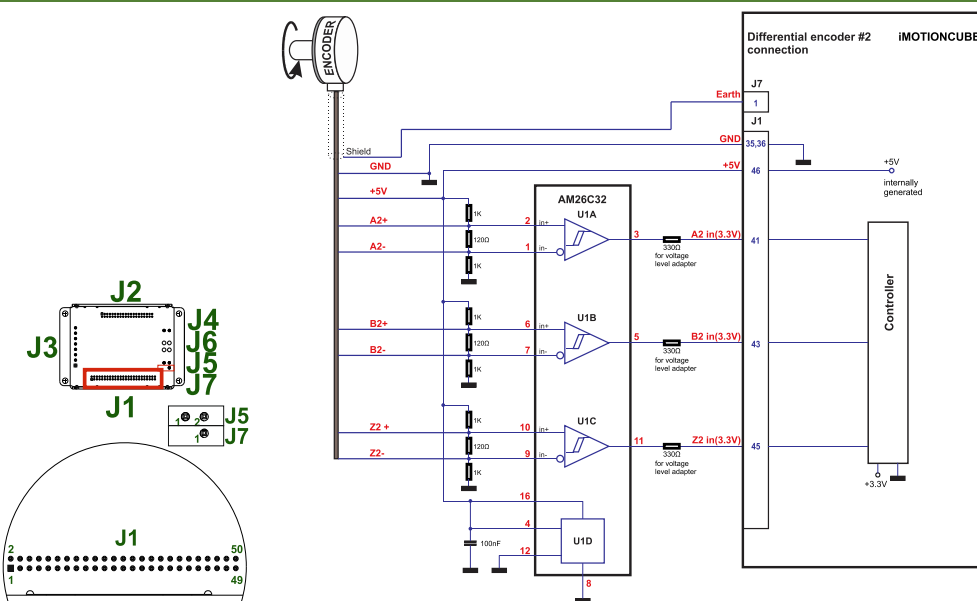 Differential encoder #2
connection
iMOTIONCUBE
ENCODER
J7
Earth
1
J1
Shield
GND
35,36
GND
+5V
46
+5V
internally
generated
+5V
AM26C32
U1A
1K
A2+
2
in+
120Ω
3
A2 in(3.3V)
41
A2-
1
in-
330Ω
for voltage
level adapter
1K
Controller
J2
J4
J6
J3
J5
J7
J1
1K
U1B
B2+
6
in+
120Ω
5
B2 in(3.3V)
43
B2-
7
in-
330Ω
for voltage
level adapter
1K
1
2
J5
1
J7
1K
U1C
Z2 +
10
in+
120Ω
11
Z2 in(3.3V)
45
Z2-
9
in-
330Ω
for voltage
level adapter
1K
+3.3V
16
4
100nF
U1D
12
8
J1
2
50
1
49